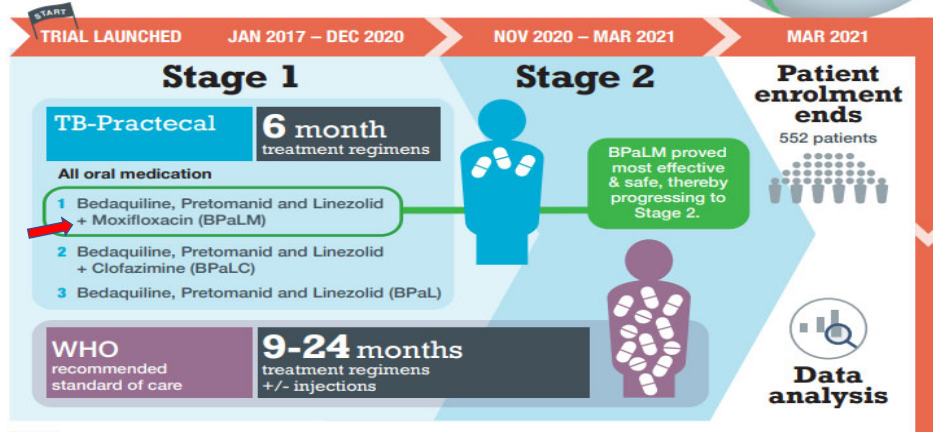 START
TRIAL LAUNCHED
JAN 2017 – DEC 2020
NOV 2020 – MAR 2021
MAR 2021
Stage 1
TB-Practecal
6 month
treatment regimens
All oral medication
1 Bedaquiline, Pretomanid and Linezolid
+ Moxifloxacin (BPaLM)
2 Bedaquiline, Pretomanid and Linezolid
+ Clofazimine (BPaLC)
3 Bedaquiline, Pretomanid and Linezolid (BPaL)
WHO
recommended
standard of care
9-24 months
treatment regimens
+/- injections
Stage 2
BPaLM proved
most effective
& safe, thereby
progressing to
Stage 2.
Patient
enrolment
ends
552 patients
Data
analysis